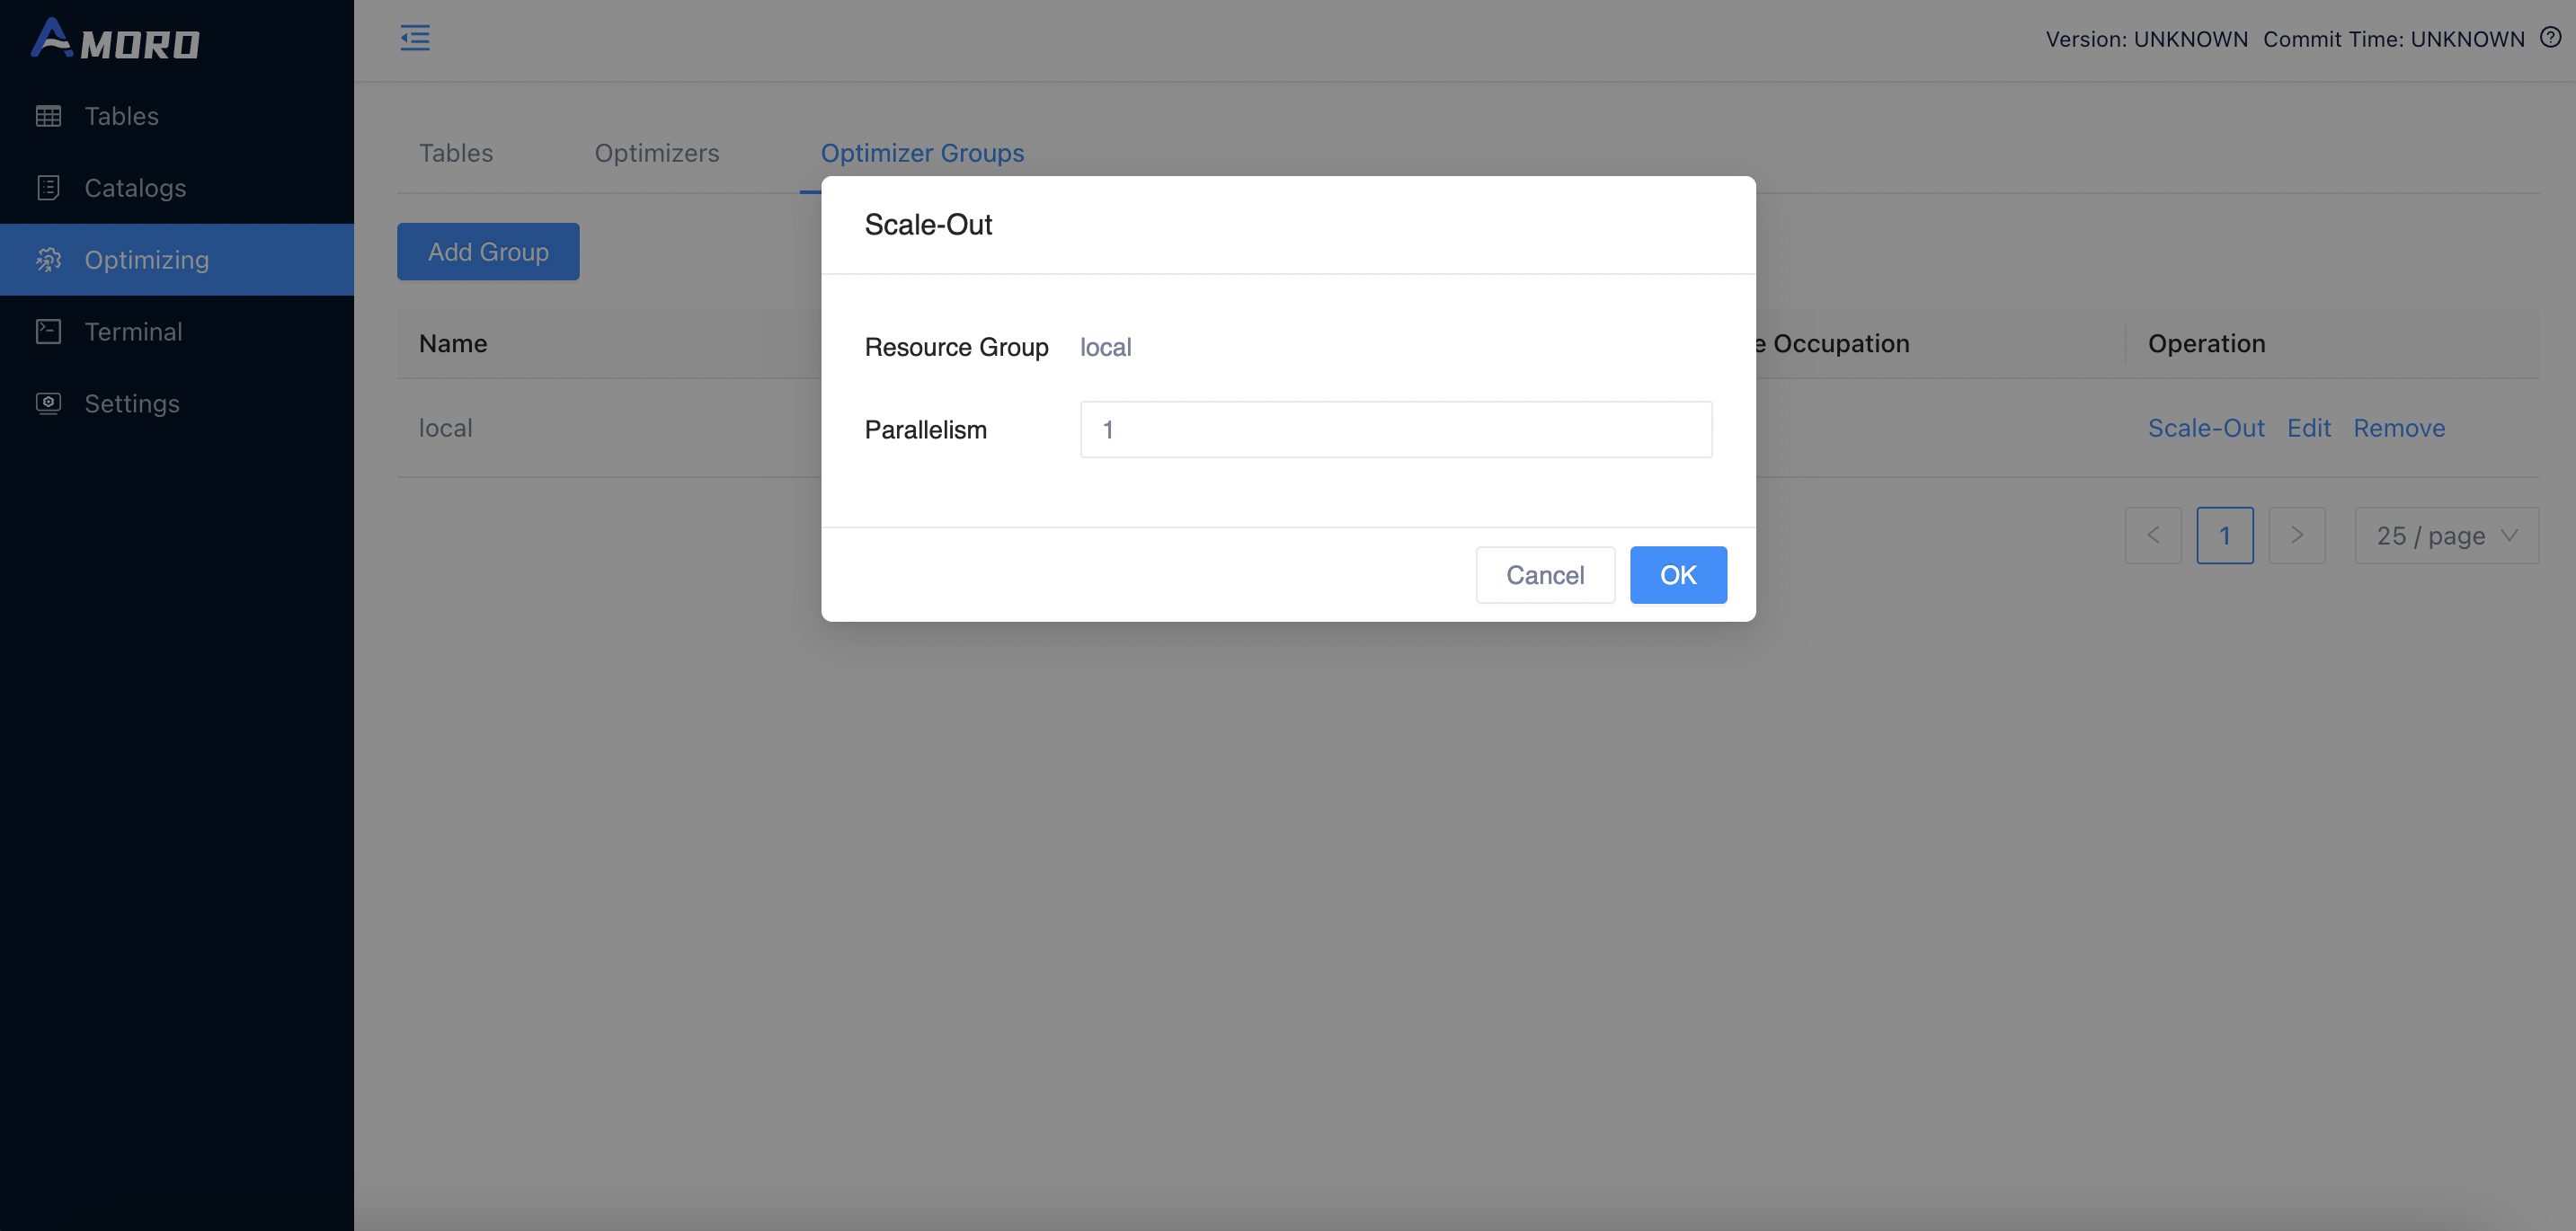 AMORO
Version: UNKNOWN Commit Time: UNKNOWN
Tables
Catalogs
Optimizing
Terminal
Settings
Tables Optimizers Optimizer Groups
Add Group
Name Occupation Operation
local Scale-Out Edit Remove
1 25 / page
Scale-Out
Resource Group local
Parallelism 1
Cancel OK